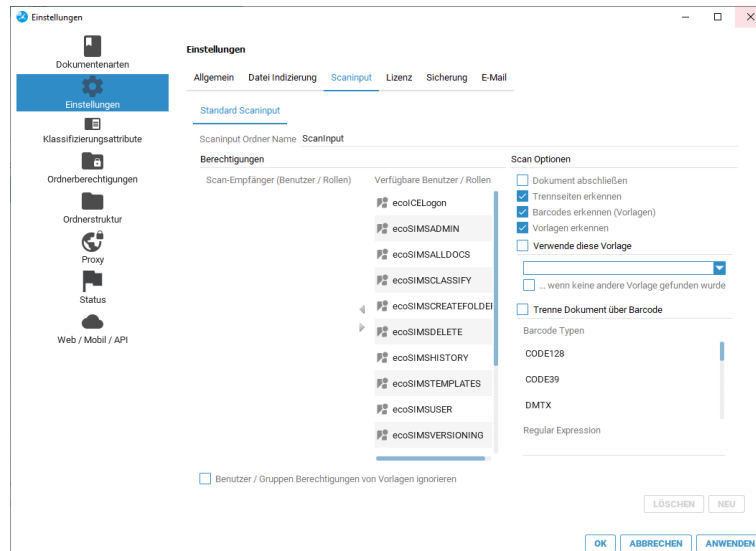 Einstellungen
Dokumentenarten
Einstellungen
Klassifizierungsattribute
Ordnerberechtigungen
Ordnerstruktur
Proxy
Status
Web / Mobil / API
Einstellungen
Allgemein Datei Indizierung Scaninput Lizenz Sicherung E-Mail
Standard Scaninput
Scaninput Ordner Name ScanInput
Berechtigungen
Scan-Empfänger (Benutzer / Rollen)
Verfügbare Benutzer / Rollen
ecoICELogon
ecoSIMSADMIN
ecoSIMSALLDOCS
ecoSIMSCLASSIFY
ecoSIMSCREATEFOLDER
ecoSIMSDELETE
ecoSIMSHISTORY
ecoSIMSTEMPLATES
ecoSIMSUSER
ecoSIMSVERSIONING
Benutzer / Gruppen Berechtigungen von Vorlagen ignorieren
Scan Optionen
Dokument abschließen
Trennseiten erkennen
Barcodes erkennen (Vorlagen)
Vorlagen erkennen
Verwende diese Vorlage
... wenn keine andere Vorlage gefunden wurde
Trenne Dokument über Barcode
Barcode Typen
CODE128
CODE39
DMTX
Regular Expression
LÖSCHEN NEU
OK ABBRECHEN ANWENDEN